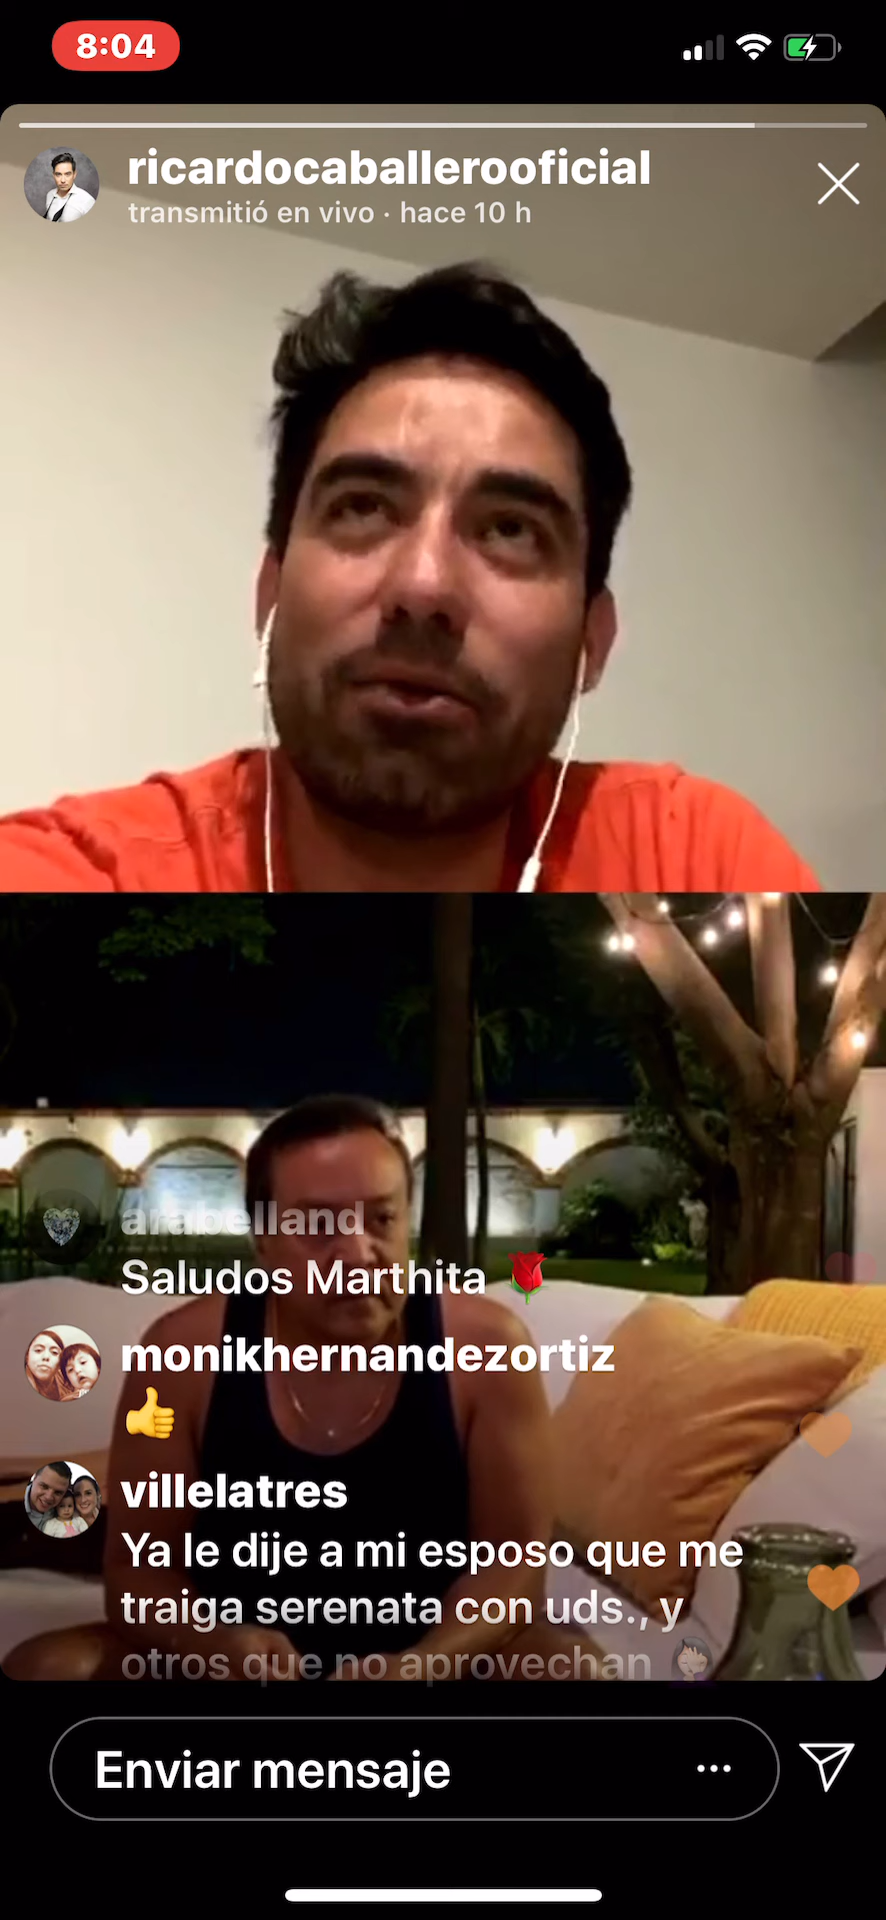 8:04
ricardocaballerooficial
transmitió en vivo · hace 10 h
arabelland
Saludos Marthita 🌹
monikhernandezortiz
👍
villelatres
Ya le dije a mi esposo que me
traiga serenata con uds., y
otros que no aprovechan 🤦🏻‍♀️
Enviar mensaje